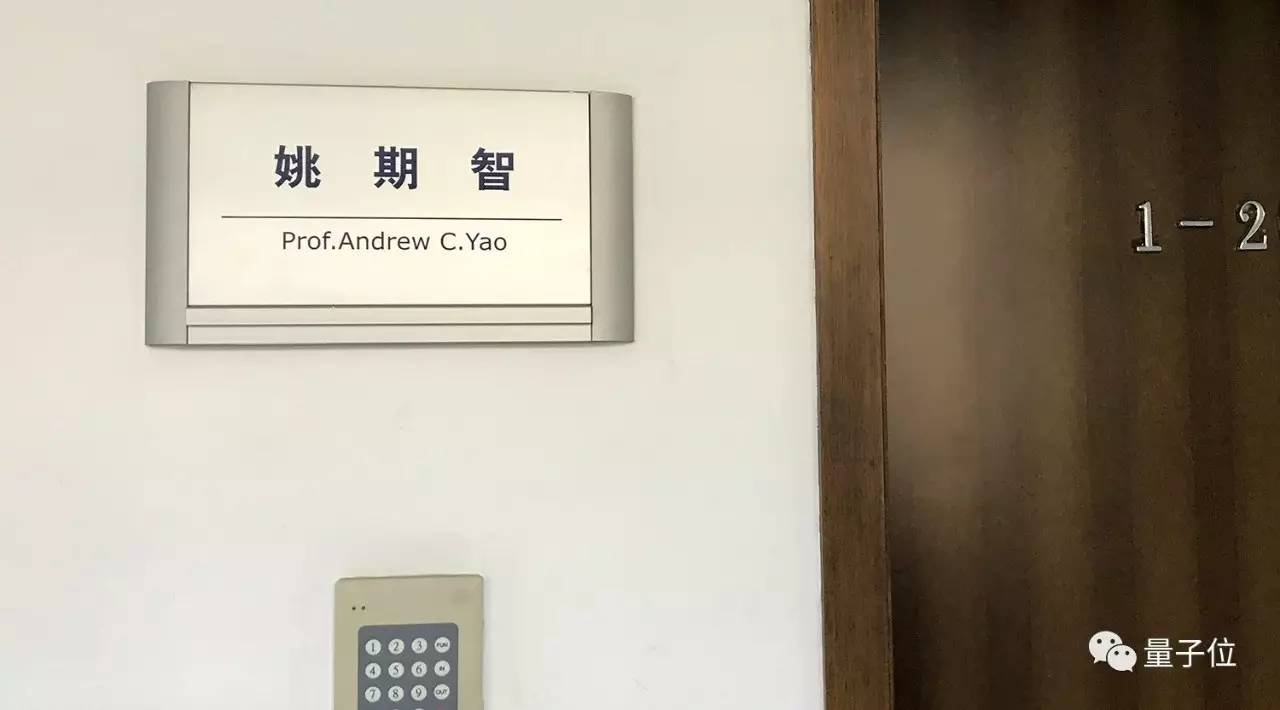 姚 期 智
Prof.Andrew C.Yao
1-2
1 2 3 FUN
4 5 6 IN
7 8 9 OUT
量子位